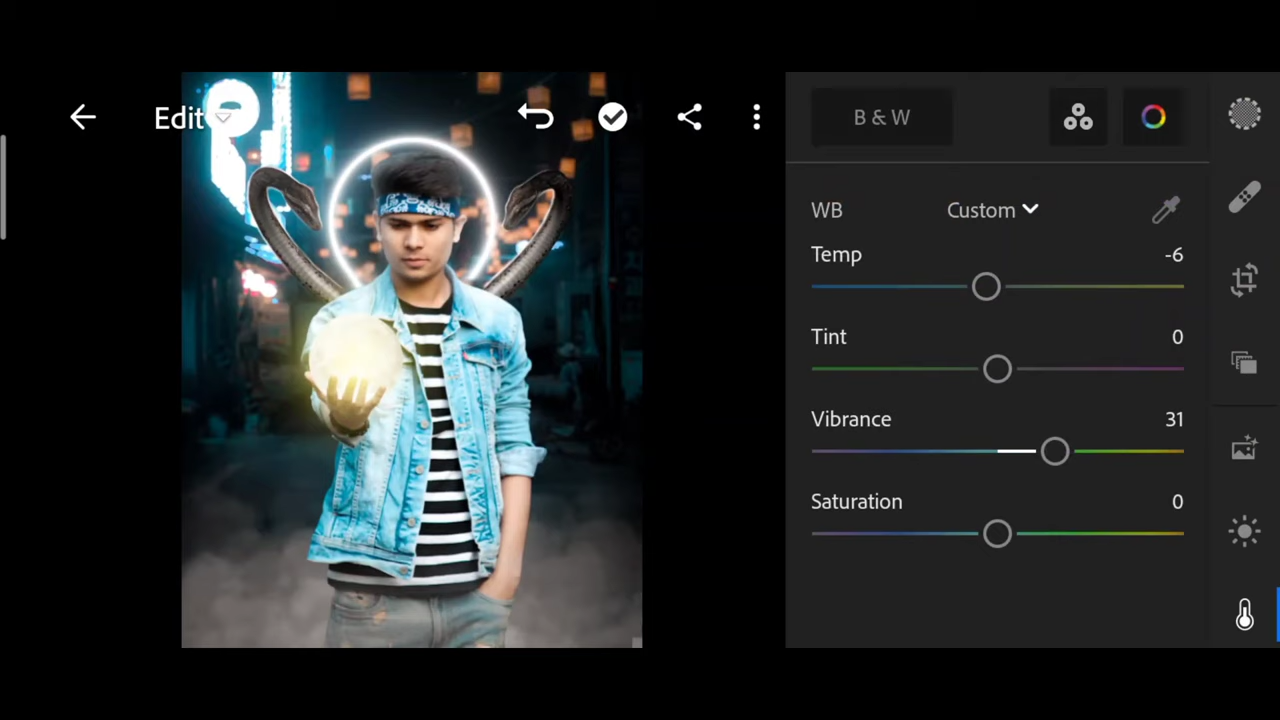 Edit
B & W
WB Custom
Temp -6
Tint 0
Vibrance 31
Saturation 0